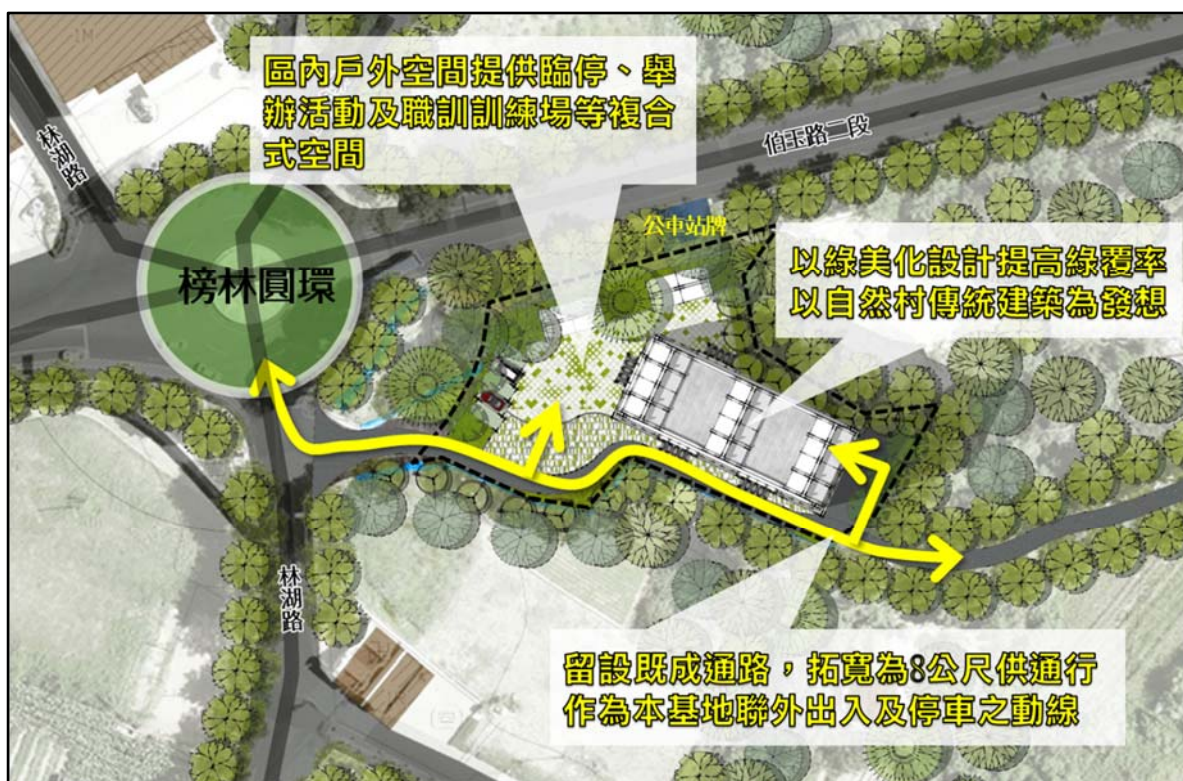 區內戶外空間提供臨停、舉
辦活動及職訓訓練場等複合
式空間
林湖路
伯玉路二段
公車站牌
以綠美化設計提高綠覆率
以自然村傳統建築為發想
榜林圓環
林湖路
留設既成通路，拓寬為8公尺供通行
作為本基地聯外出入及停車之動線